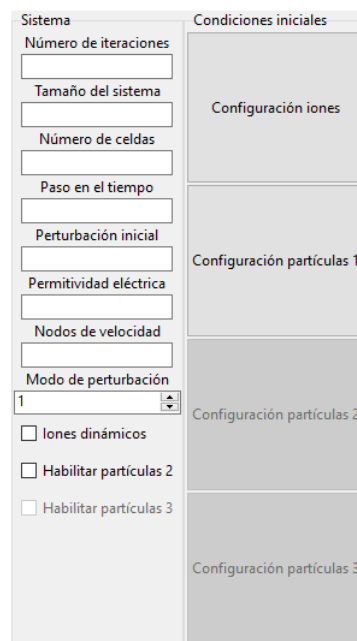 Sistema
Número de iteraciones
Tamaño del sistema
Número de celdas
Paso en el tiempo
Perturbación inicial
Permitividad eléctrica
Nodos de velocidad
Modo de perturbación
1
Iones dinámicos
Habilitar partículas 2
Habilitar partículas 3
Condiciones iniciales
Configuración iones
Configuración partículas 1
Configuración partículas 2
Configuración partículas 3